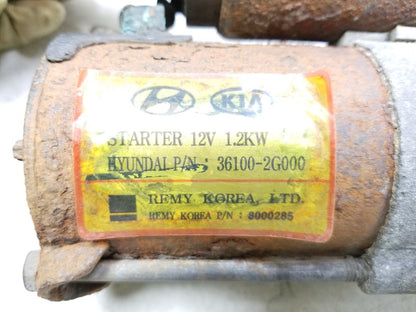 KIA
STARTER 12V 1.2KW
HYUNDAI P/N : 36100-2G000
REMY KOREA, LTD.
REMY KOREA P/N : 8000285